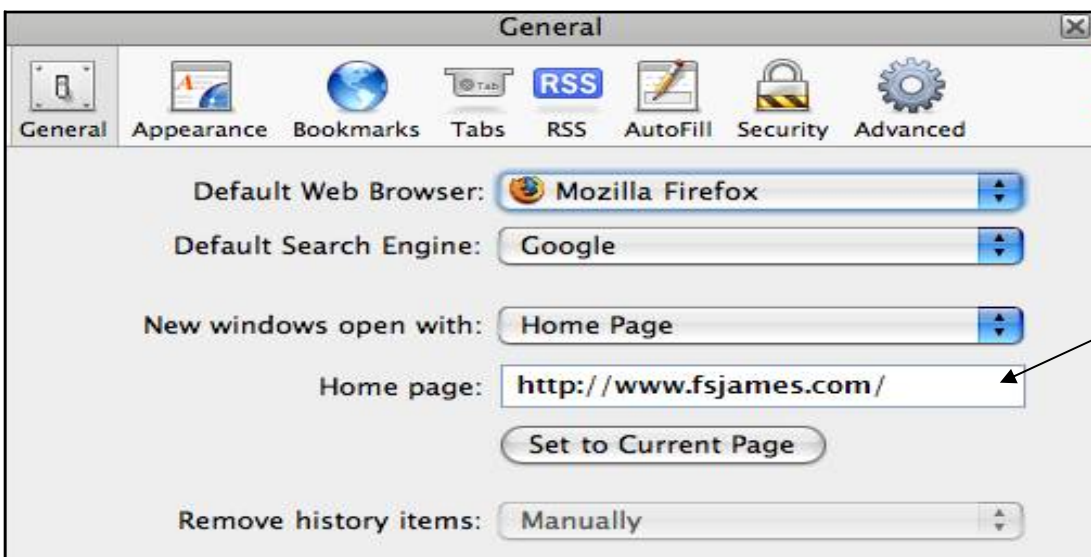 General
General Appearance Bookmarks Tabs RSS AutoFill Security Advanced
A Tab RSS
Default Web Browser: Mozilla Firefox
Default Search Engine: Google
New windows open with: Home Page
Home page: http://www.fsjames.com/
Set to Current Page
Remove history items: Manually